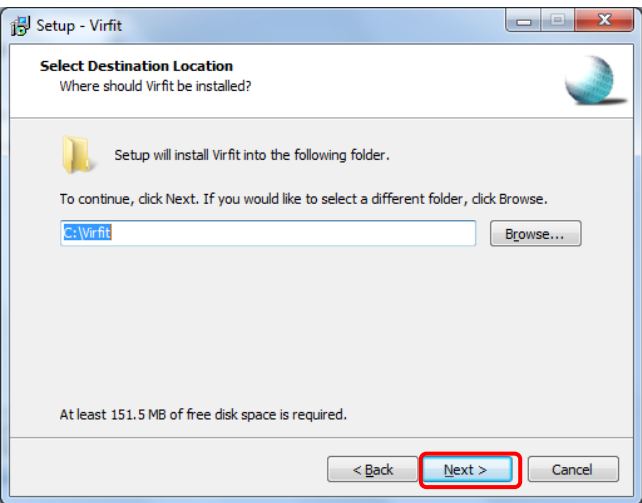 Setup - Virfit
Select Destination Location
Where should Virfit be installed?
Setup will install Virfit into the following folder.
To continue, click Next. If you would like to select a different folder, click Browse.
C:\Virfit
Browse...
At least 151.5 MB of free disk space is required.
< Back
Next >
Cancel